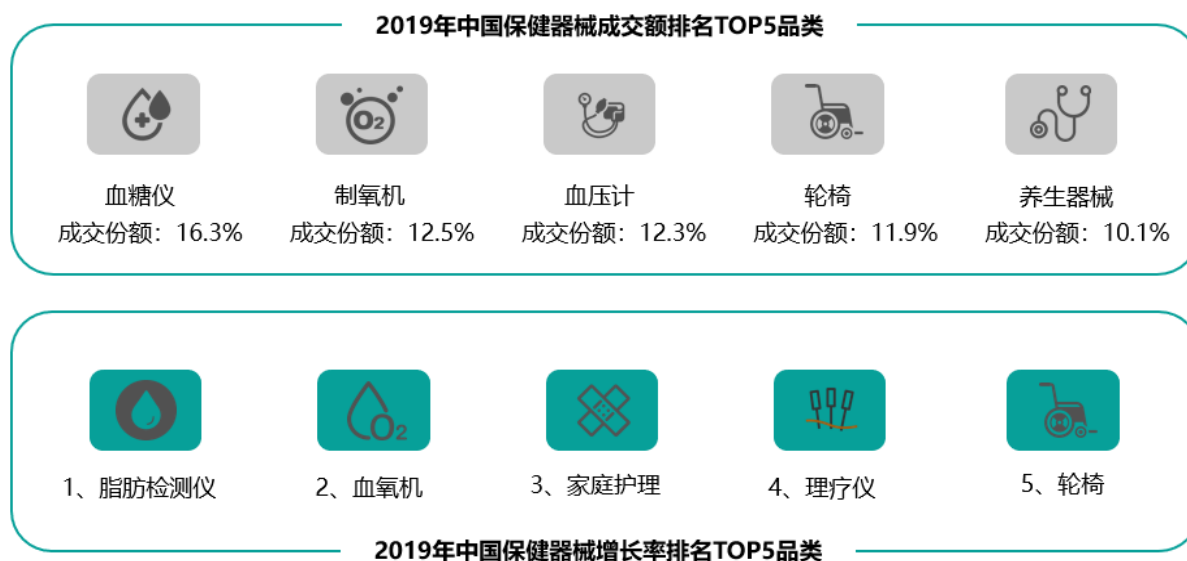 2019年中国保健器械成交额排名TOP5品类
O2
血糖仪 制氧机 血压计 轮椅 养生器械
成交份额：16.3% 成交份额：12.5% 成交份额：12.3% 成交份额：11.9% 成交份额：10.1%
O2
1、脂肪检测仪 2、血氧机 3、家庭护理 4、理疗仪 5、轮椅
2019年中国保健器械增长率排名TOP5品类